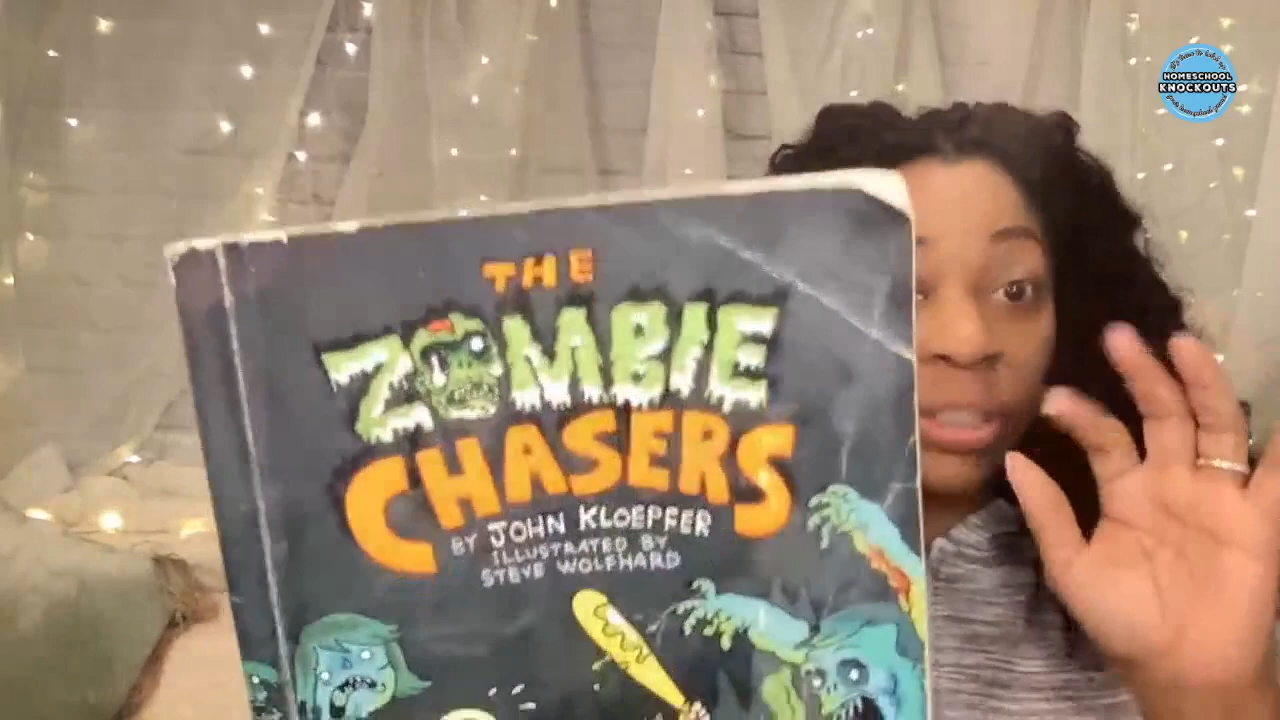 THE
ZOMBIE
CHASERS
BY JOHN KLOEPFER
ILLUSTRATED BY
STEVE WOLFHARD
HOMESCHOOL
KNOCKOUTS